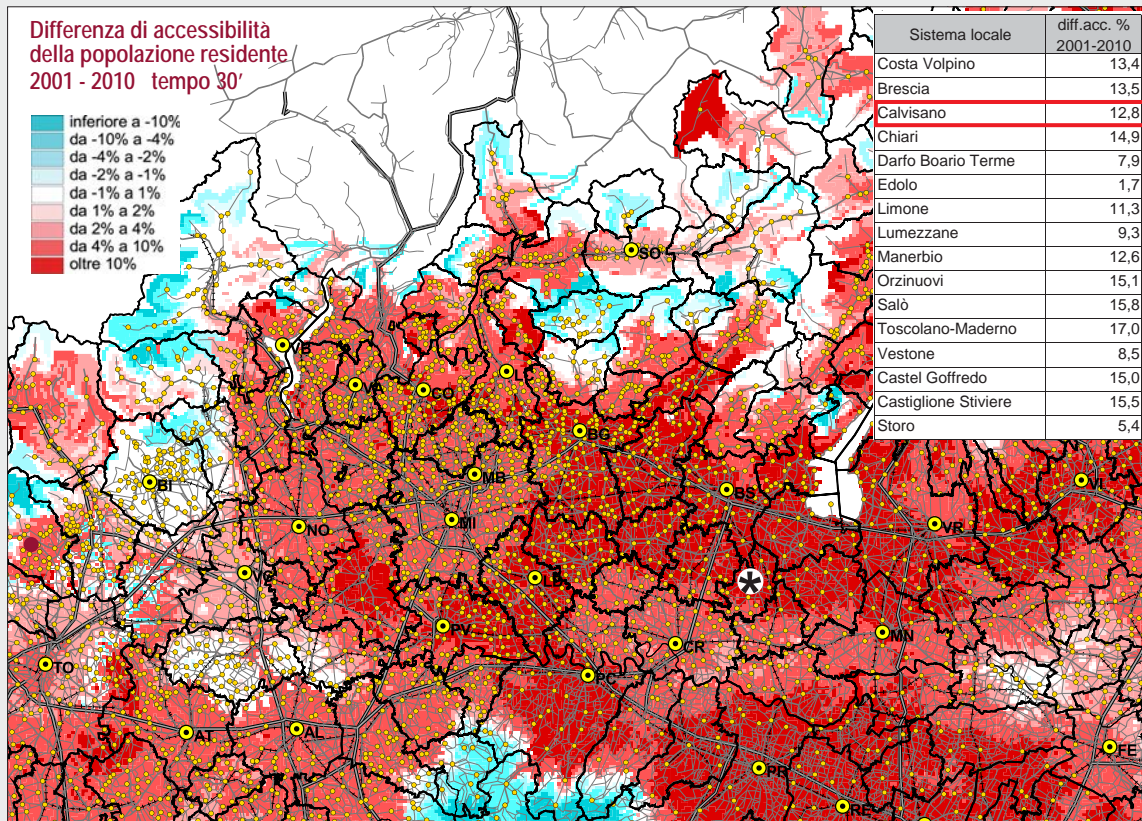 Differenza di accessibilità
della popolazione residente
2001 - 2010 tempo 30'
inferiore a -10%
da -10% a -4%
da -4% a -2%
da -2% a -1%
da -1% a 1%
da 1% a 2%
da 2% a 4%
da 4% a 10%
oltre 10%
Sistema locale diff.acc. % 2001-2010
Costa Volpino 13,4
Brescia 13,5
Calvisano 12,8
Chiari 14,9
Darfo Boario Terme 7,9
Edolo 1,7
Limone 11,3
Lumezzane 9,3
Manerbio 12,6
Orzinuovi 15,1
Salò 15,8
Toscolano-Maderno 17,0
Vestone 8,5
Castel Goffredo 15,0
Castiglione Stiviere 15,5
Storo 5,4
SO
VB
VA
CO
BG
MB
BI
BS
VI
MI
NO
VR
VC
PV
MN
CR
TO
AT
AL
FE
PR
RE